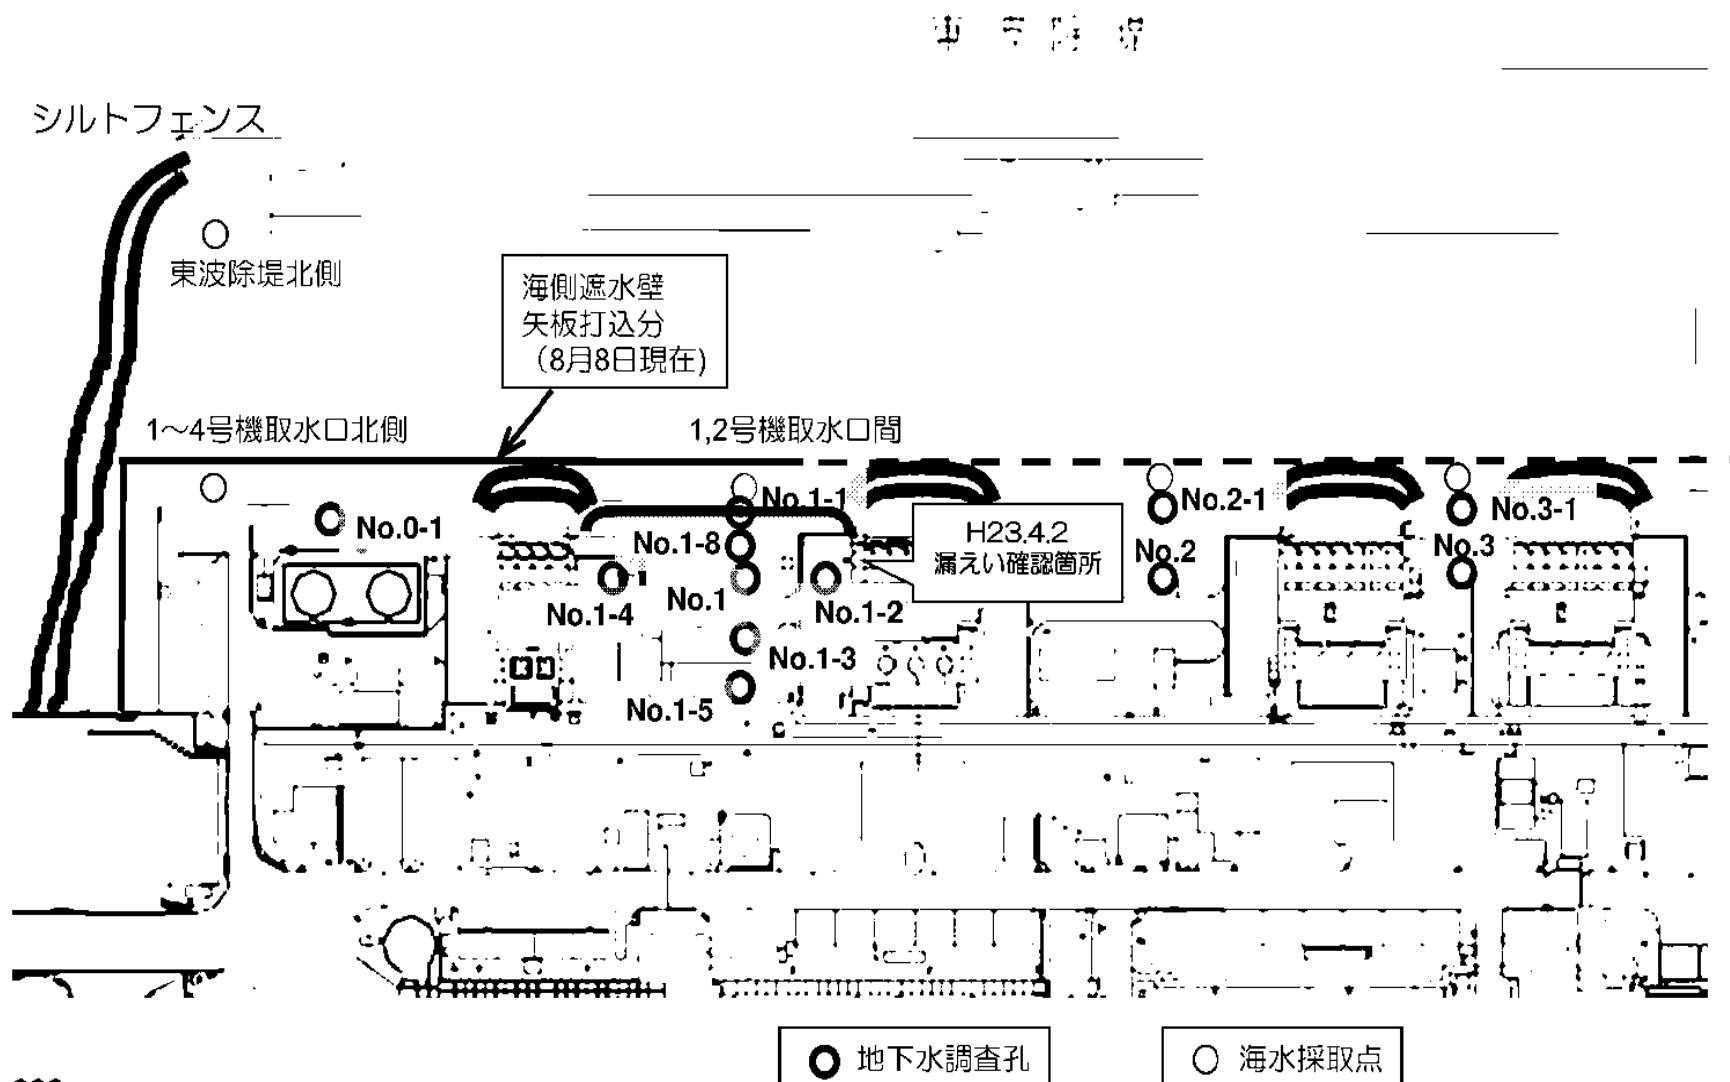 シルトフェンス
東波除堤北側
海側遮水壁
矢板打込分
（8月8日現在)
1～4号機取水口北側
1,2号機取水口間
No.1-1
No.2-1
No.3-1
No.0-1
H23.4.2
漏えい確認箇所
No.1-8
No.2
No.3
No.1
No.1-4
No.1-2
No.1-3
No.1-5
地下水調査孔
海水採取点